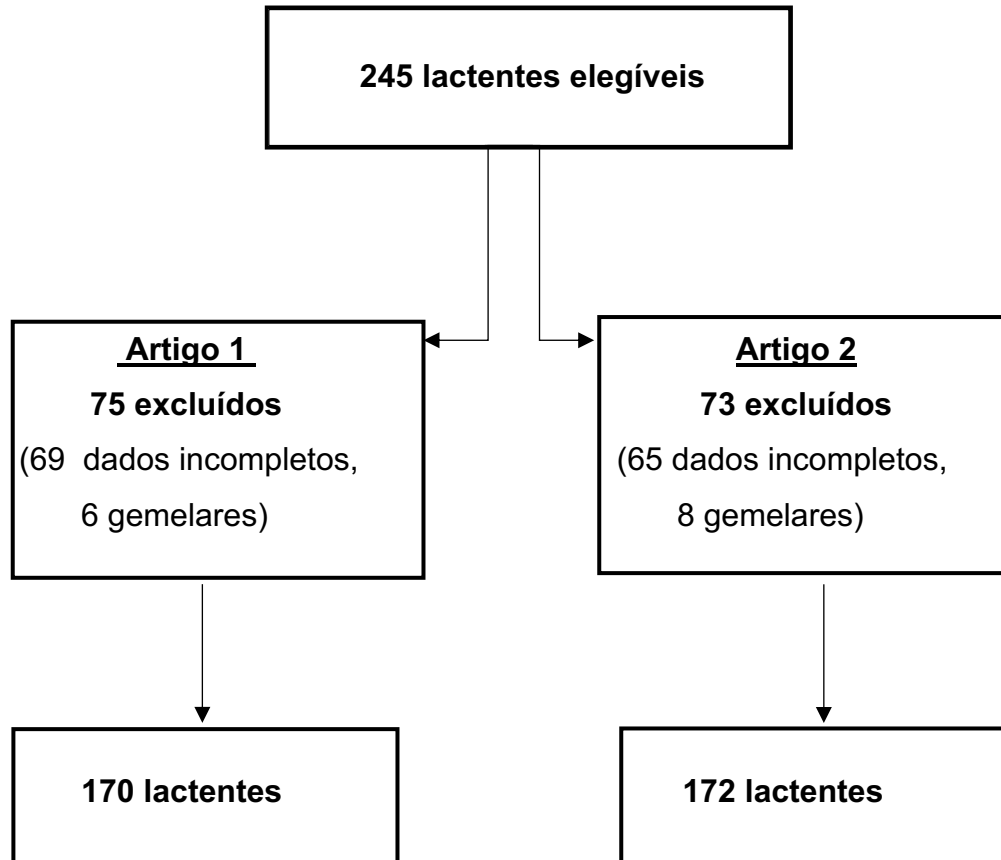 245 lactentes elegíveis
Artigo 1
75 excluídos
(69 dados incompletos,
6 gemelares)
Artigo 2
73 excluídos
(65 dados incompletos,
8 gemelares)
170 lactentes
172 lactentes